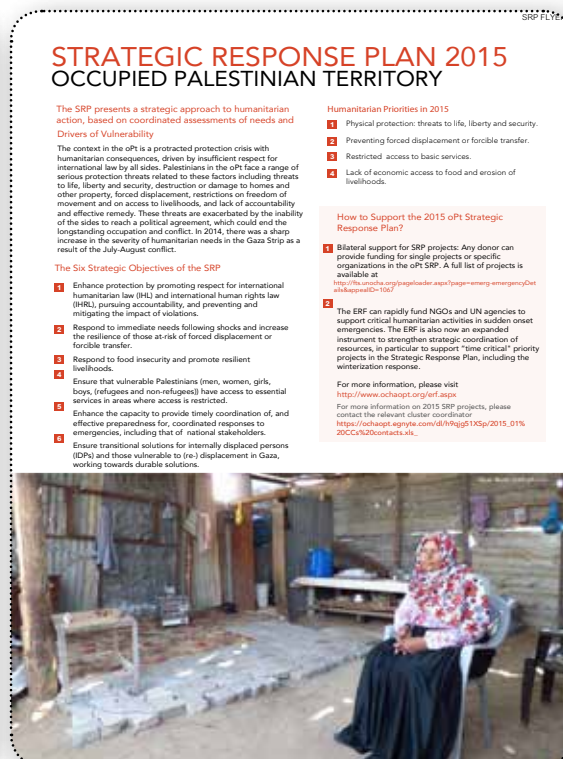 SRP FLYE
STRATEGIC RESPONSE PLAN 2015
OCCUPIED PALESTINIAN TERRITORY
The SRP presents a strategic approach to humanitarian
action, based on coordinated assessments of needs and
Drivers of Vulnerability
The context in the oPt is a protracted protection crisis with
humanitarian consequences, driven by insufficient respect for
international law by all sides. Palestinians in the oPt face a range of
serious protection threats related to these factors including threats
to life, liberty and security, destruction or damage to homes and
other property, forced displacement, restrictions on freedom of
movement and on access to livelihoods, and lack of accountability
and effective remedy. These threats are exacerbated by the inability
of the sides to reach a political agreement, which could end the
longstanding occupation and conflict. In 2014, there was a sharp
increase in the severity of humanitarian needs in the Gaza Strip as a
result of the July-August conflict.
The Six Strategic Objectives of the SRP
1 Enhance protection by promoting respect for international
humanitarian law (IHL) and international human rights law
(IHRL), pursuing accountability, and preventing and
mitigating the impact of violations.
2 Respond to immediate needs following shocks and increase
the resilience of those at-risk of forced displacement or
forcible transfer.
3 Respond to food insecurity and promote resilient
livelihoods.
4
Ensure that vulnerable Palestinians (men, women, girls,
boys, (refugees and non-refugees)) have access to essential
services in areas where access is restricted.
5
Enhance the capacity to provide timely coordination of, and
effective preparedness for, coordinated responses to
emergencies, including that of national stakeholders.
6
Ensure transitional solutions for internally displaced persons
(IDPs) and those vulnerable to (re-) displacement in Gaza,
working towards durable solutions.
Humanitarian Priorities in 2015
1 Physical protection: threats to life, liberty and security.
2 Preventing forced displacement or forcible transfer.
3 Restricted access to basic services.
4 Lack of economic access to food and erosion of
livelihoods.
How to Support the 2015 oPt Strategic
Response Plan?
1 Bilateral support for SRP projects: Any donor can
provide funding for single projects or specific
organizations in the oPt SRP. A full list of projects is
available at
http://fts.unocha.org/pageloader.aspx?page=emerg-emergencyDet
ails&appealID=1067
2
The ERF can rapidly fund NGOs and UN agencies to
support critical humanitarian activities in sudden onset
emergencies. The ERF is also now an expanded
instrument to strengthen strategic coordination of
resources, in particular to support "time critical" priority
projects in the Strategic Response Plan, including the
winterization response.
For more information, please visit
http://www.ochaopt.org/erf.aspx
For more information on 2015 SRP projects, please
contact the relevant cluster coordinator
https://ochaopt.egnyte.com/dl/h9qjg51XSp/2015_01%
20CCs%20contacts.xls_